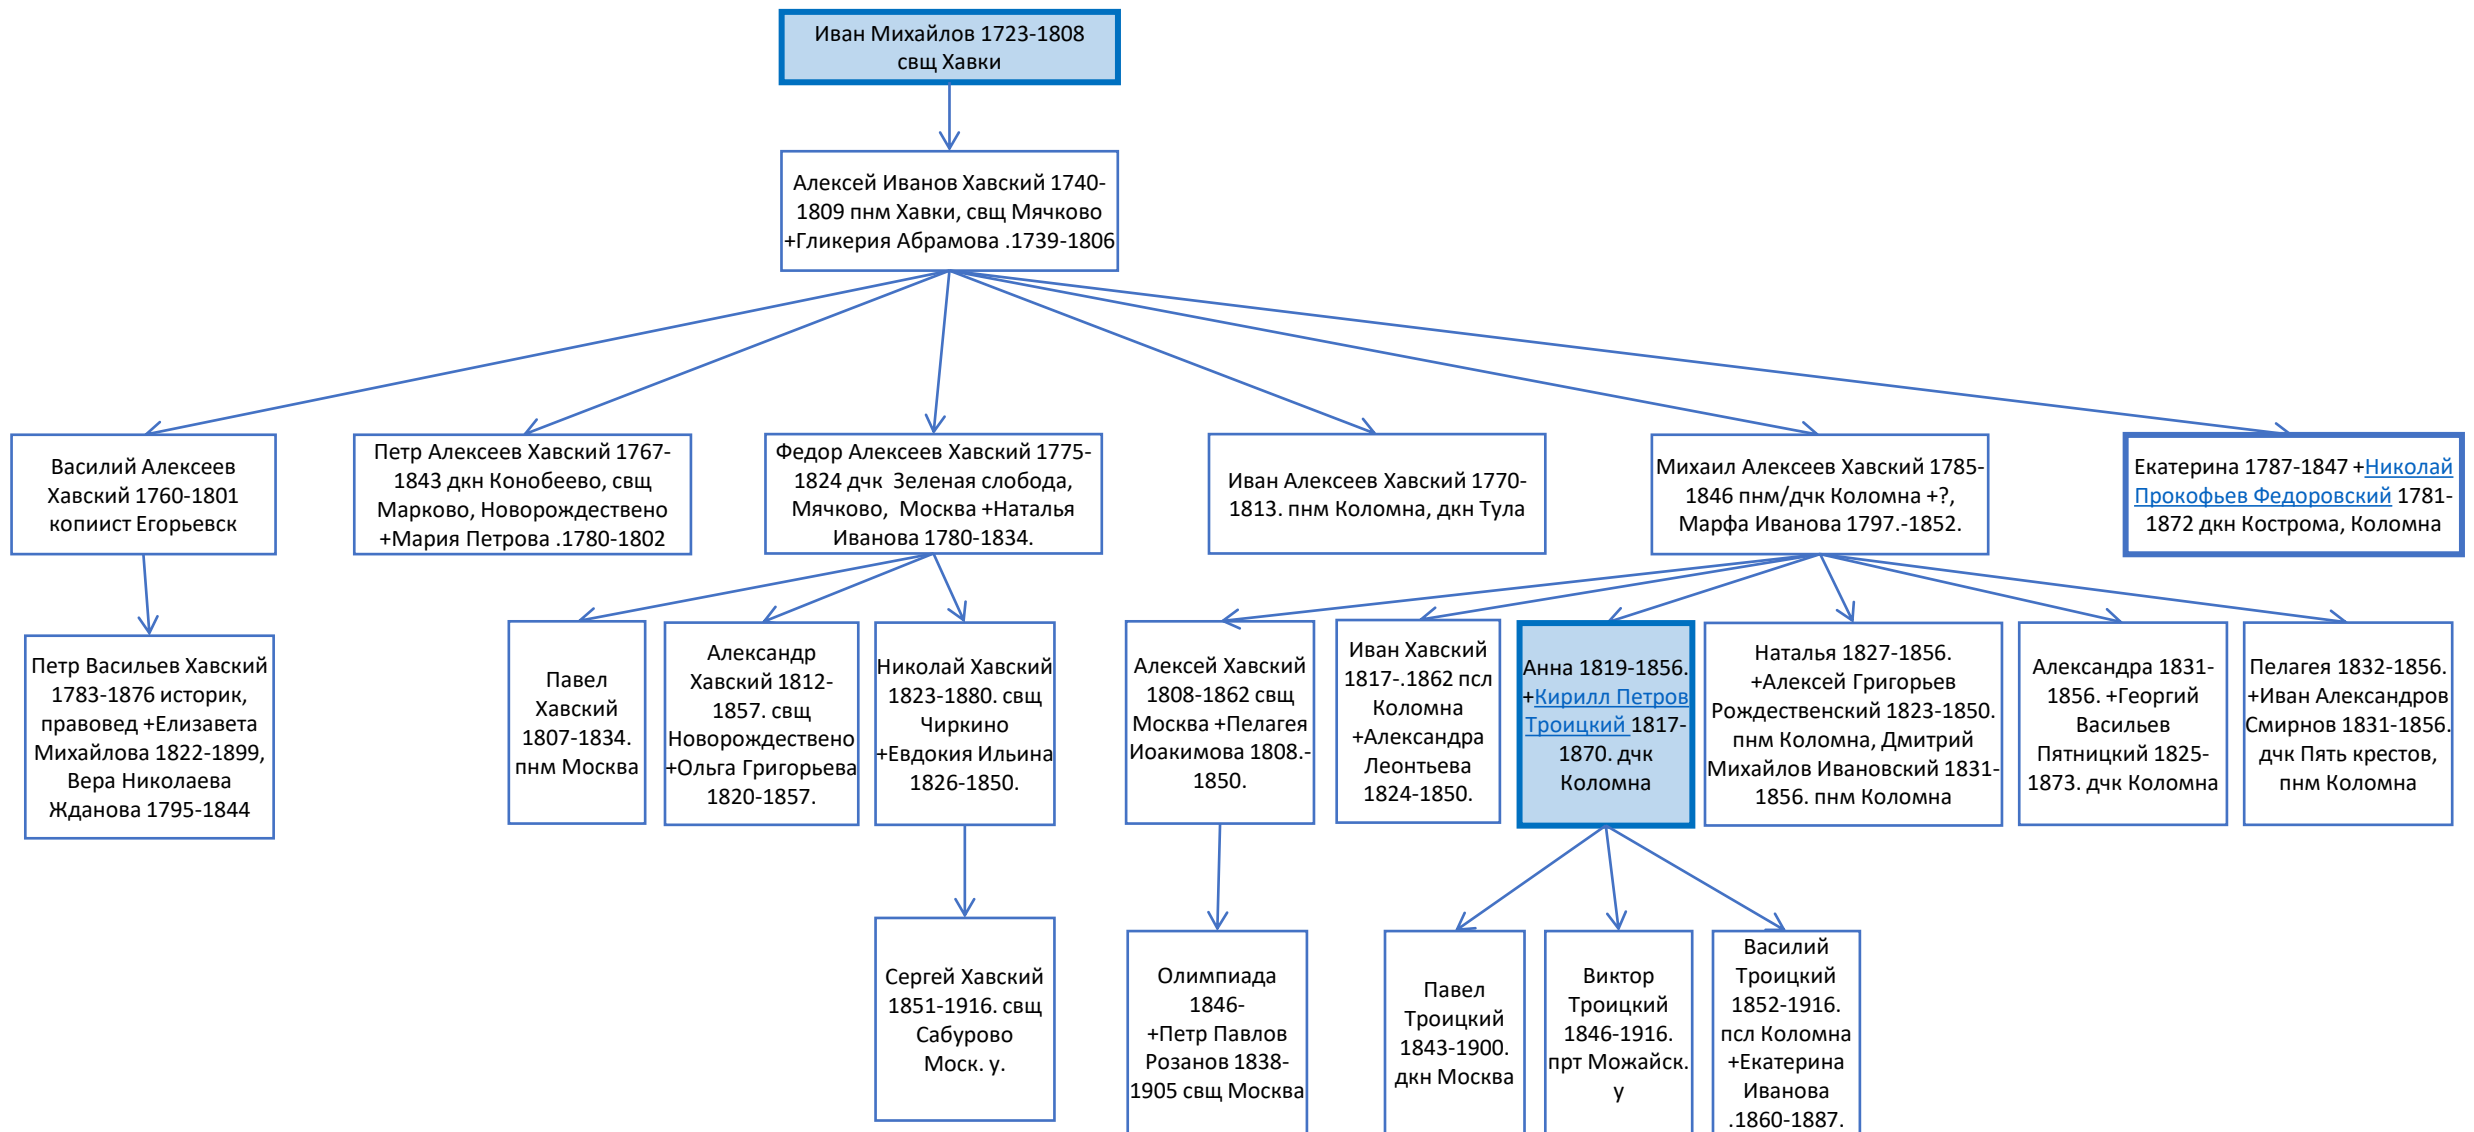 Иван Михайлов 1723-1808
свщ Хавки
Алексей Иванов Хавский 1740-
1809 пнм Хавки, свщ Мячково
+Гликерия Абрамова .1739-1806
Василий Алексеев
Хавский 1760-1801
копиист Егорьевск
Петр Алексеев Хавский 1767-
1843 дкн Конобеево, свщ
Марково, Новорождествено
+Мария Петрова .1780-1802
Федор Алексеев Хавский 1775-
1824 дчк Зеленая слобода,
Мячково, Москва +Наталья
Иванова 1780-1834.
Иван Алексеев Хавский 1770-
1813. пнм Коломна, дкн Тула
Михаил Алексеев Хавский 1785-
1846 пнм/дчк Коломна +?,
Марфа Иванова 1797.-1852.
Екатерина 1787-1847 +Николай
Прокофьев Федоровский 1781-
1872 дкн Кострома, Коломна
Петр Васильев Хавский
1783-1876 историк,
правовед +Елизавета
Михайлова 1822-1899,
Вера Николаева
Жданова 1795-1844
Павел
Хавский
1807-1834.
пнм Москва
Александр
Хавский 1812-
1857. свщ
Новорождествено
+Ольга Григорьева
1820-1857.
Николай Хавский
1823-1880. свщ
Чиркино
+Евдокия Ильина
1826-1850.
Алексей Хавский
1808-1862 свщ
Москва +Пелагея
Иоакимова 1808.-
1850.
Иван Хавский
1817-.1862 псл
Коломна
+Александра
Леонтьева
1824-1850.
Анна 1819-1856.
+Кирилл Петров
Троицкий 1817-
1870. дчк
Коломна
Наталья 1827-1856.
+Алексей Григорьев
Рождественский 1823-1850.
пнм Коломна, Дмитрий
Михайлов Ивановский 1831-
1856. пнм Коломна
Александра 1831-
1856. +Георгий
Васильев
Пятницкий 1825-
1873. дчк Коломна
Пелагея 1832-1856.
+Иван Александров
Смирнов 1831-1856.
дчк Пять крестов,
пнм Коломна
Сергей Хавский
1851-1916. свщ
Сабурово
Моск. у.
Олимпиада
1846-
+Петр Павлов
Розанов 1838-
1905 свщ Москва
Павел
Троицкий
1843-1900.
дкн Москва
Виктор
Троицкий
1846-1916.
прт Можайск.
у
Василий
Троицкий
1852-1916.
псл Коломна
+Екатерина
Иванова
.1860-1887.